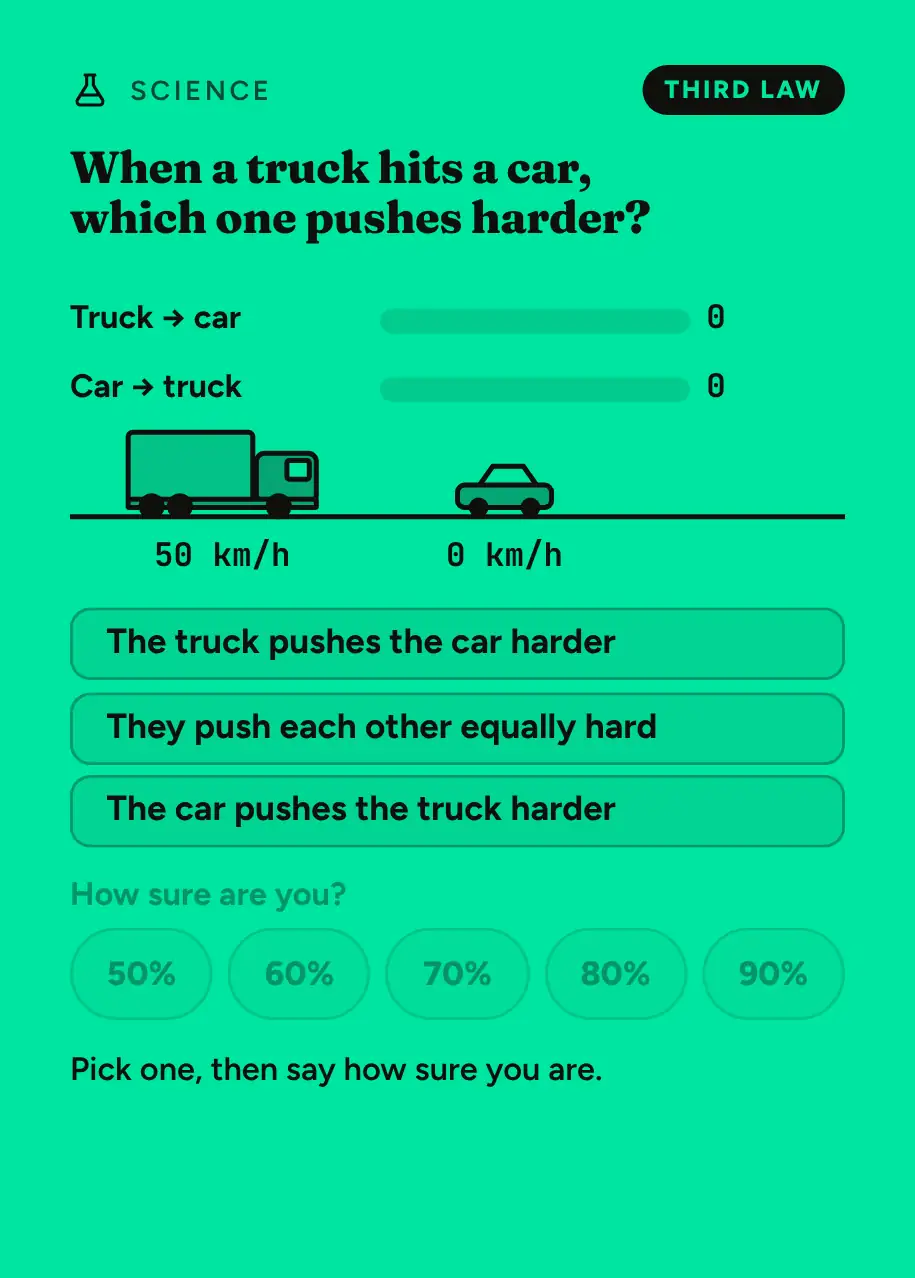 SCIENCE
THIRD LAW
When a truck hits a car,
which one pushes harder?
Truck → car 0
Car → truck 0
50 km/h 0 km/h
The truck pushes the car harder
They push each other equally hard
The car pushes the truck harder
How sure are you?
50% 60% 70% 80% 90%
Pick one, then say how sure you are.